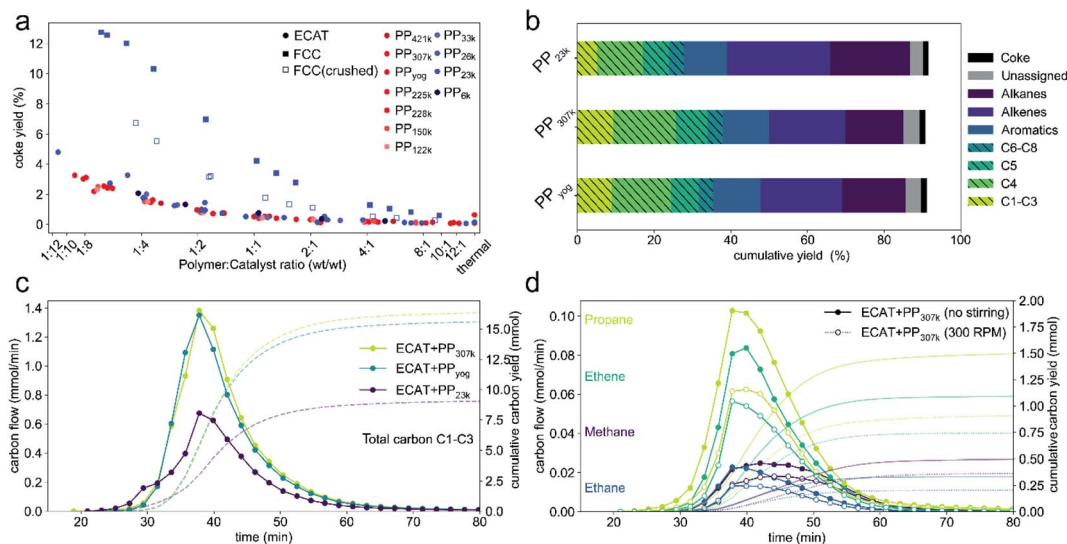 a
coke yield (%)
12
10
8
6
4
2
0
ECAT
FCC
FCC(crushed)
PP421k
PP307k
PPyog
PP225k
PP228k
PP150k
PP122k
PP33k
PP26k
PP23k
PP6k
1:12
1:10
1:8
1:4
1:2
1:1
2:1
4:1
8:1
10:1
12:1
thermal
Polymer:Catalyst ratio (wt/wt)
b
PP23k
PP307k
PPyog
0 20 40 60 80 100
cumulative yield (%)
Coke
Unassigned
Alkanes
Alkenes
Aromatics
C6-C8
C5
C4
C1-C3
c
carbon flow (mmol/min)
1.4
1.2
1.0
0.8
0.6
0.4
0.2
0.0
ECAT+PP307k
ECAT+PPyog
ECAT+PP23k
Total carbon C1-C3
15.0
12.5
10.0
7.5
5.0
2.5
0.0
cumulative carbon yield (mmol)
20 30 40 50 60 70 80
time (min)
d
carbon flow (mmol/min)
0.10
0.08
0.06
0.04
0.02
0.00
Propane
Ethene
Methane
Ethane
ECAT+PP307k (no stirring)
ECAT+PP307k (300 RPM)
2.00
1.75
1.50
1.25
1.00
0.75
0.50
0.25
0.00
cumulative carbon yield (mmol)
20 30 40 50 60 70 80
time (min)